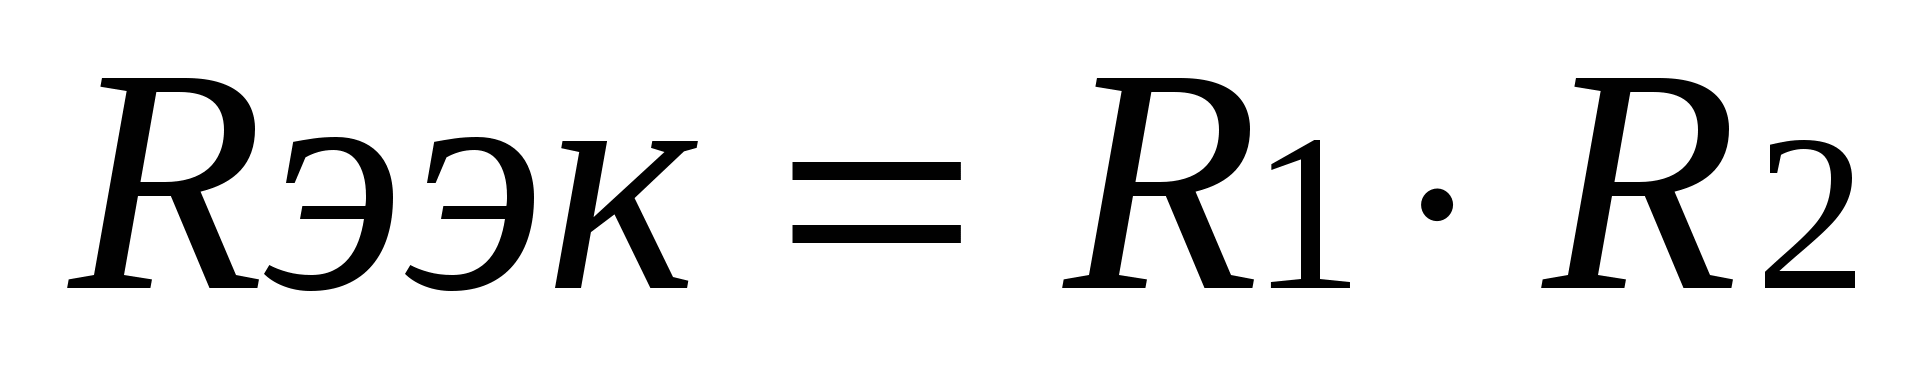 Rээк = R1 · R2